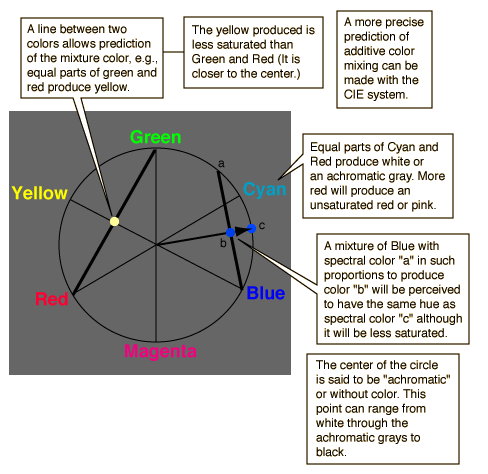 A line between two
colors allows prediction
of the mixture color, e.g.,
equal parts of green and
red produce yellow.
The yellow produced is
less saturated than
Green and Red (It is
closer to the center.)
A more precise
prediction of
additive color
mixing can be
made with the
CIE system.
Green
a
Yellow
Cyan
c
b
Red
Blue
Magenta
Equal parts of Cyan and
Red produce white or
an achromatic gray. More
red will produce an
unsaturated red or pink.
A mixture of Blue with
spectral color "a" in such
proportions to produce
color "b" will be perceived
to have the same hue as
spectral color "c" although
it will be less saturated.
The center of the circle
is said to be "achromatic"
or without color. This
point can range from
white through the
achromatic grays to
black.